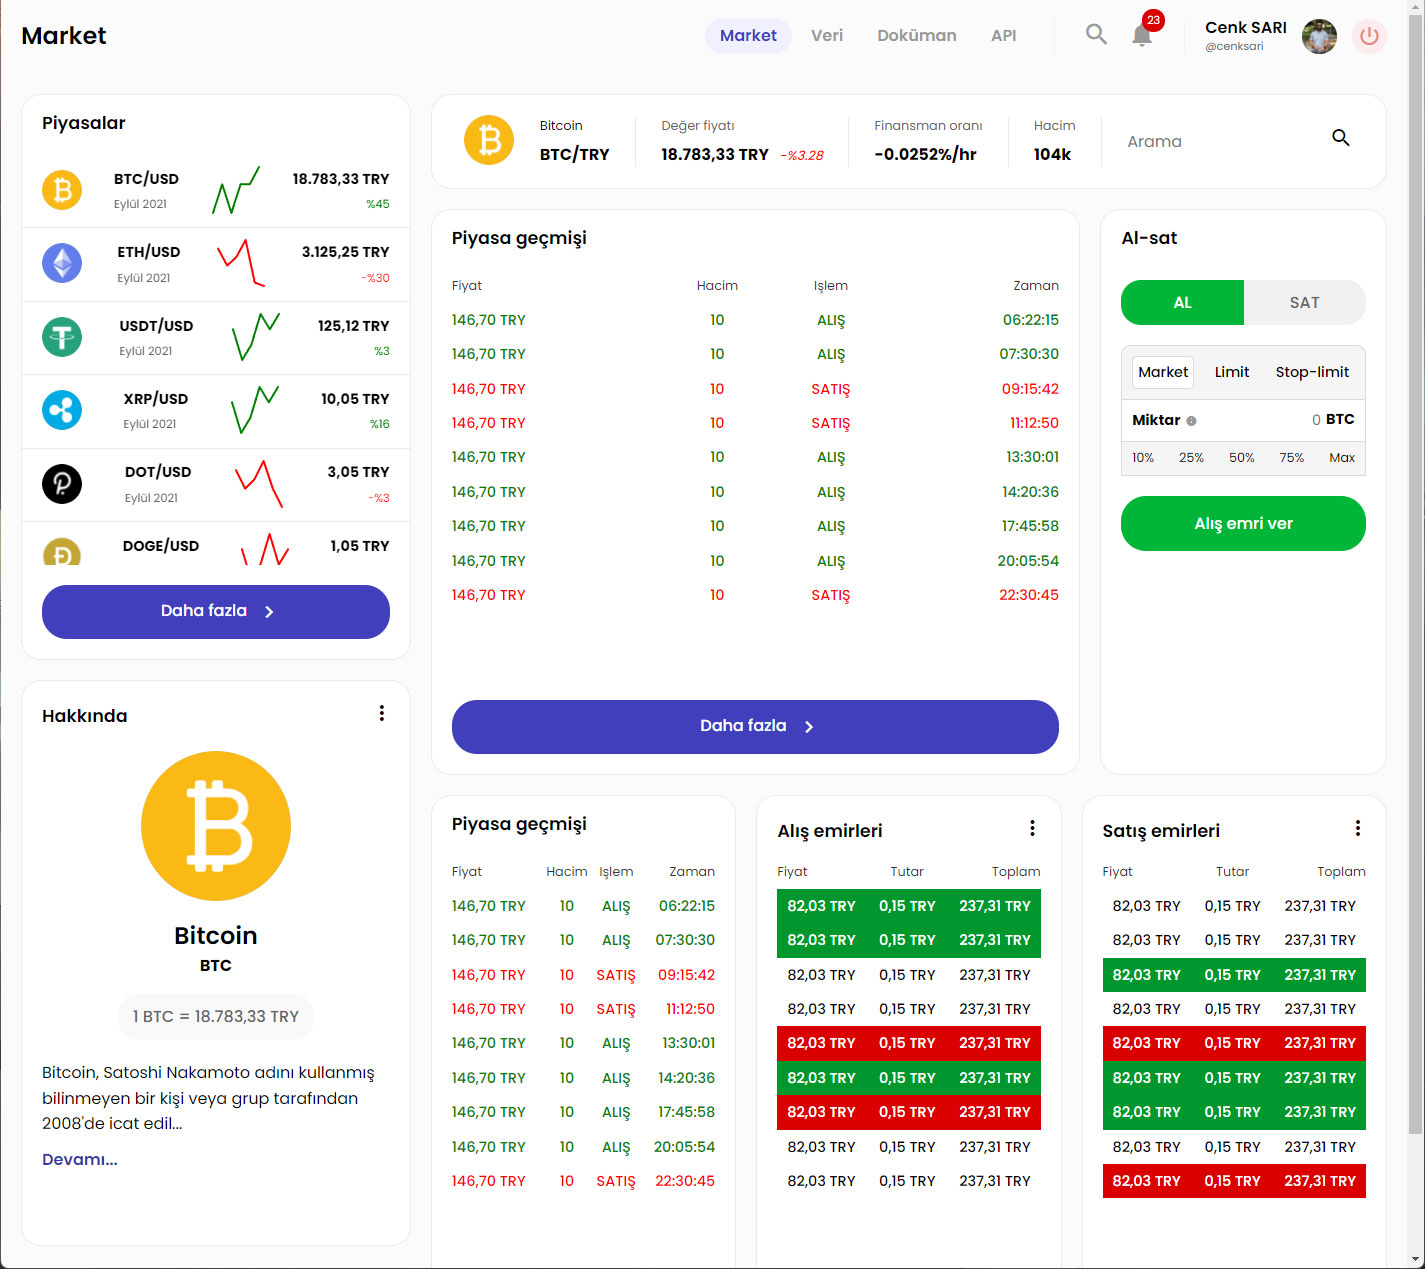 Market
Market Veri Doküman API
23
Cenk SARI
@cenksari
Piyasalar
BTC/USD 18.783,33 TRY
Eylül 2021 %45
ETH/USD 3.125,25 TRY
Eylül 2021 -%30
USDT/USD 125,12 TRY
Eylül 2021 %3
XRP/USD 10,05 TRY
Eylül 2021 %16
DOT/USD 3,05 TRY
Eylül 2021 -%3
DOGE/USD 1,05 TRY
Daha fazla
Hakkında
Bitcoin
BTC
1 BTC = 18.783,33 TRY
Bitcoin, Satoshi Nakamoto adını kullanmış
bilinmeyen bir kişi veya grup tarafından
2008'de icat edil...
Devamı...
Bitcoin Değer fiyatı Finansman oranı Hacim
BTC/TRY 18.783,33 TRY -%3.28 -0.0252%/hr 104k
Arama
Piyasa geçmişi
Fiyat Hacim Işlem Zaman
146,70 TRY 10 ALIŞ 06:22:15
146,70 TRY 10 ALIŞ 07:30:30
146,70 TRY 10 SATIŞ 09:15:42
146,70 TRY 10 SATIŞ 11:12:50
146,70 TRY 10 ALIŞ 13:30:01
146,70 TRY 10 ALIŞ 14:20:36
146,70 TRY 10 ALIŞ 17:45:58
146,70 TRY 10 ALIŞ 20:05:54
146,70 TRY 10 SATIŞ 22:30:45
Daha fazla
Al-sat
AL SAT
Market Limit Stop-limit
Miktar 0 BTC
10% 25% 50% 75% Max
Alış emri ver
Piyasa geçmişi
Fiyat Hacim Işlem Zaman
146,70 TRY 10 ALIŞ 06:22:15
146,70 TRY 10 ALIŞ 07:30:30
146,70 TRY 10 SATIŞ 09:15:42
146,70 TRY 10 SATIŞ 11:12:50
146,70 TRY 10 ALIŞ 13:30:01
146,70 TRY 10 ALIŞ 14:20:36
146,70 TRY 10 ALIŞ 17:45:58
146,70 TRY 10 ALIŞ 20:05:54
146,70 TRY 10 SATIŞ 22:30:45
Alış emirleri
Fiyat Tutar Toplam
82,03 TRY 0,15 TRY 237,31 TRY
82,03 TRY 0,15 TRY 237,31 TRY
82,03 TRY 0,15 TRY 237,31 TRY
82,03 TRY 0,15 TRY 237,31 TRY
82,03 TRY 0,15 TRY 237,31 TRY
82,03 TRY 0,15 TRY 237,31 TRY
82,03 TRY 0,15 TRY 237,31 TRY
82,03 TRY 0,15 TRY 237,31 TRY
82,03 TRY 0,15 TRY 237,31 TRY
Satış emirleri
Fiyat Tutar Toplam
82,03 TRY 0,15 TRY 237,31 TRY
82,03 TRY 0,15 TRY 237,31 TRY
82,03 TRY 0,15 TRY 237,31 TRY
82,03 TRY 0,15 TRY 237,31 TRY
82,03 TRY 0,15 TRY 237,31 TRY
82,03 TRY 0,15 TRY 237,31 TRY
82,03 TRY 0,15 TRY 237,31 TRY
82,03 TRY 0,15 TRY 237,31 TRY
82,03 TRY 0,15 TRY 237,31 TRY